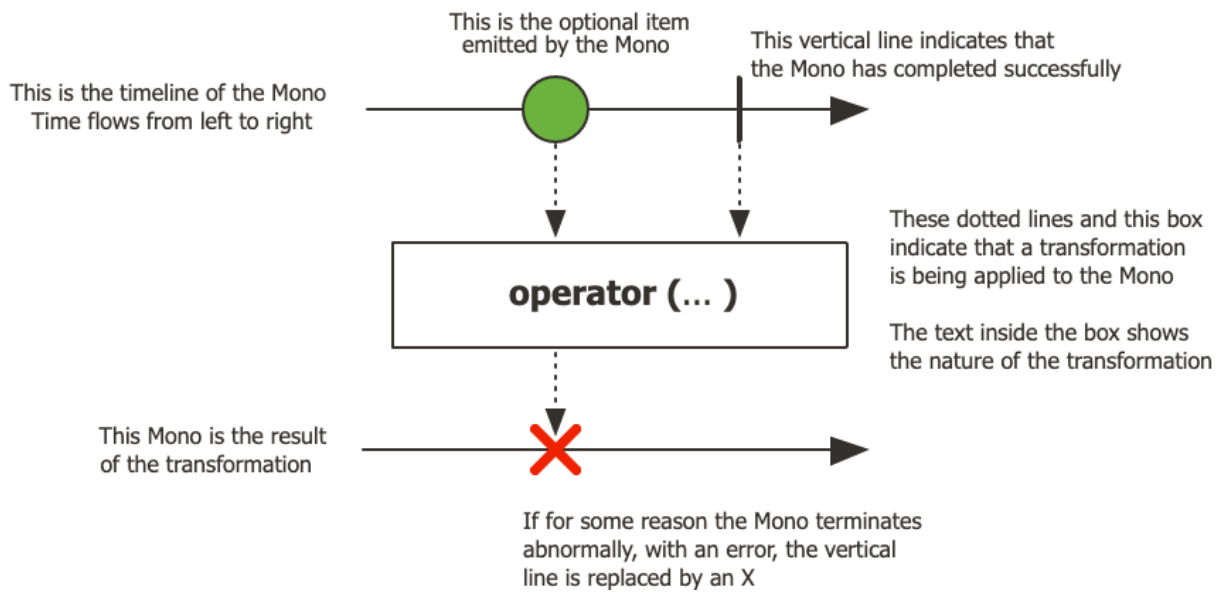 This is the optional item
emitted by the Mono
This vertical line indicates that
the Mono has completed successfully
This is the timeline of the Mono
Time flows from left to right
These dotted lines and this box
indicate that a transformation
is being applied to the Mono
operator (... )
The text inside the box shows
the nature of the transformation
This Mono is the result
of the transformation
If for some reason the Mono terminates
abnormally, with an error, the vertical
line is replaced by an X